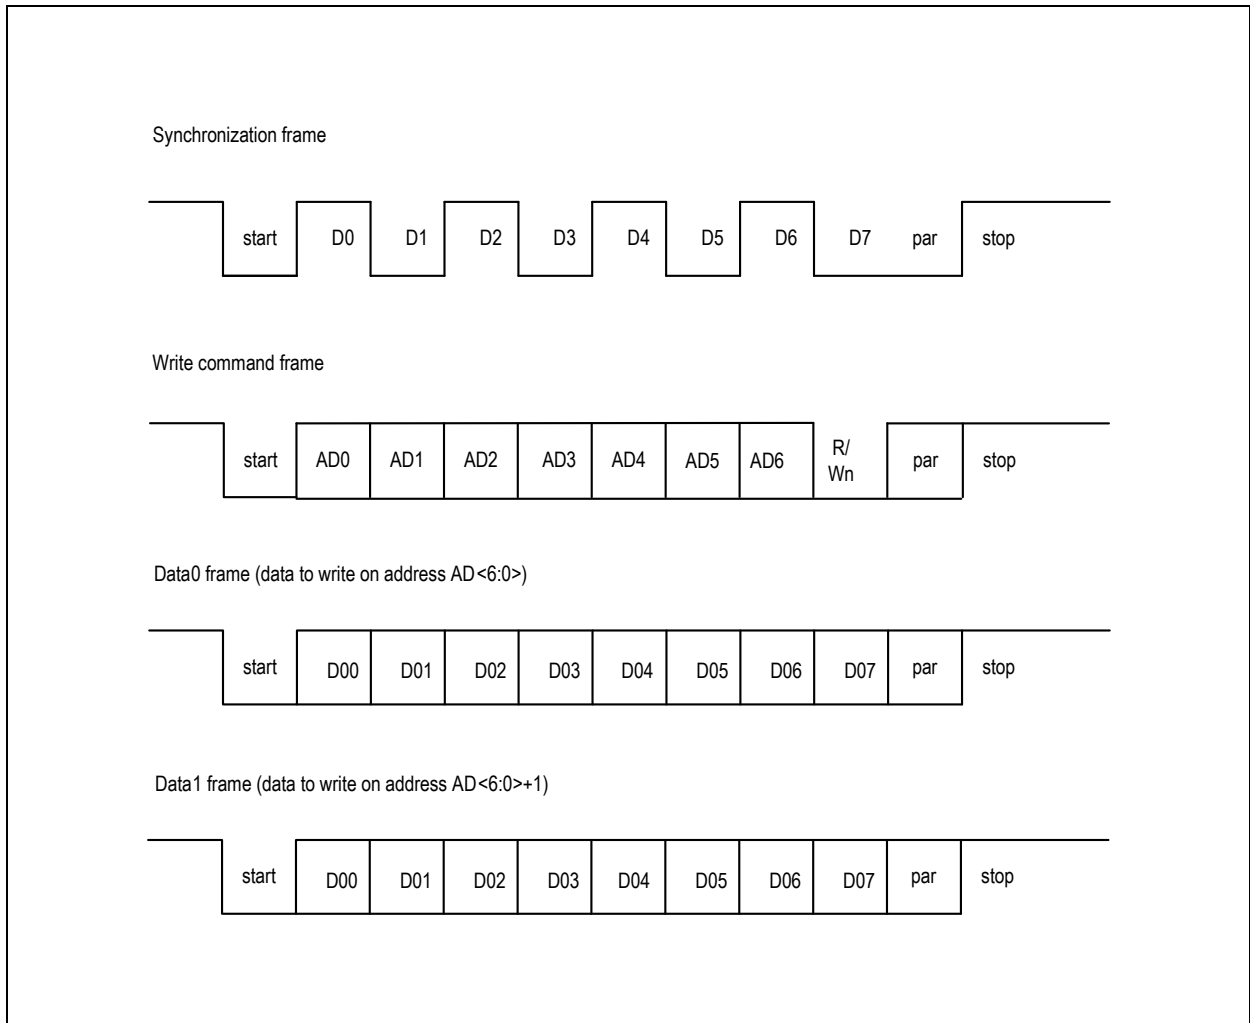 Synchronization frame
start D0 D1 D2 D3 D4 D5 D6 D7 par stop
Write command frame
start AD0 AD1 AD2 AD3 AD4 AD5 AD6 R/ Wn par stop
Data0 frame (data to write on address AD<6:0>)
start D00 D01 D02 D03 D04 D05 D06 D07 par stop
Data1 frame (data to write on address AD<6:0>+1)
start D00 D01 D02 D03 D04 D05 D06 D07 par stop